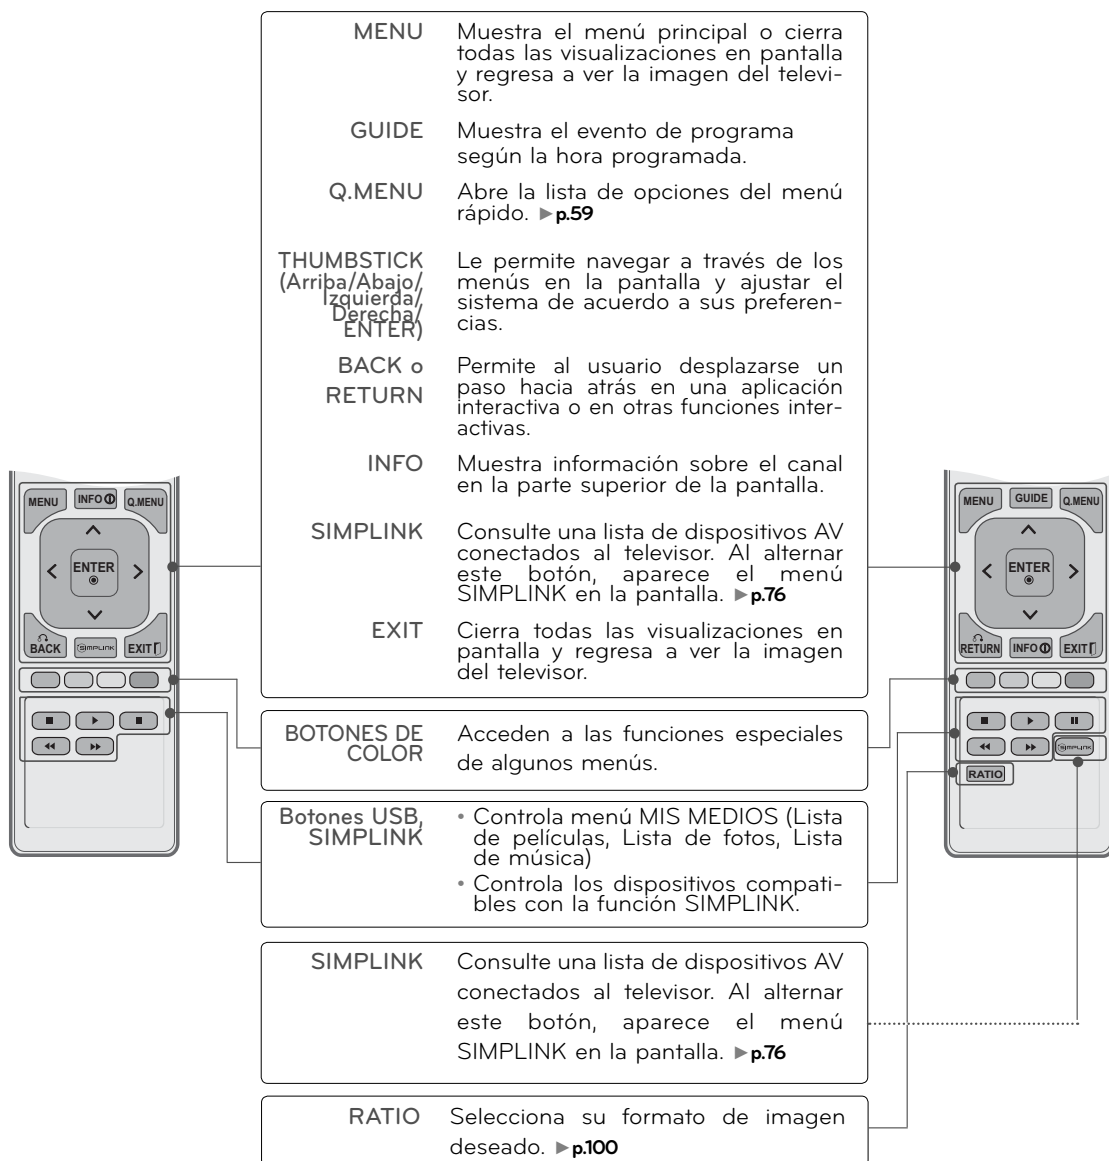 MENU Muestra el menú principal o cierra
todas las visualizaciones en pantalla
y regresa a ver la imagen del televi-
sor.
GUIDE Muestra el evento de programa
según la hora programada.
Q.MENU Abre la lista de opciones del menú
rápido. ►p.59
THUMBSTICK
(Arriba/Abajo/
Izquierda/
Derecha/
ENTER)
Le permite navegar a través de los
menús en la pantalla y ajustar el
sistema de acuerdo a sus preferen-
cias.
BACK o
RETURN
Permite al usuario desplazarse un
paso hacia atrás en una aplicación
interactiva o en otras funciones inter-
activas.
INFO Muestra información sobre el canal
en la parte superior de la pantalla.
SIMPLINK Consulte una lista de dispositivos AV
conectados al televisor. Al alternar
este botón, aparece el menú
SIMPLINK en la pantalla. ►p.76
EXIT Cierra todas las visualizaciones en
pantalla y regresa a ver la imagen
del televisor.
BOTONES DE
COLOR
Acceden a las funciones especiales
de algunos menús.
Botones USB,
SIMPLINK
• Controla menú MIS MEDIOS (Lista
de películas, Lista de fotos, Lista
de música)
• Controla los dispositivos compati-
bles con la función SIMPLINK.
SIMPLINK Consulte una lista de dispositivos AV
conectados al televisor. Al alternar
este botón, aparece el menú
SIMPLINK en la pantalla. ►p.76
RATIO Selecciona su formato de imagen
deseado. ►p.100
MENU INFO Q.MENU
ENTER
BACK SIMPLINK EXIT
MENU GUIDE Q.MENU
ENTER
RETURN INFO EXIT
SIMPLINK
RATIO